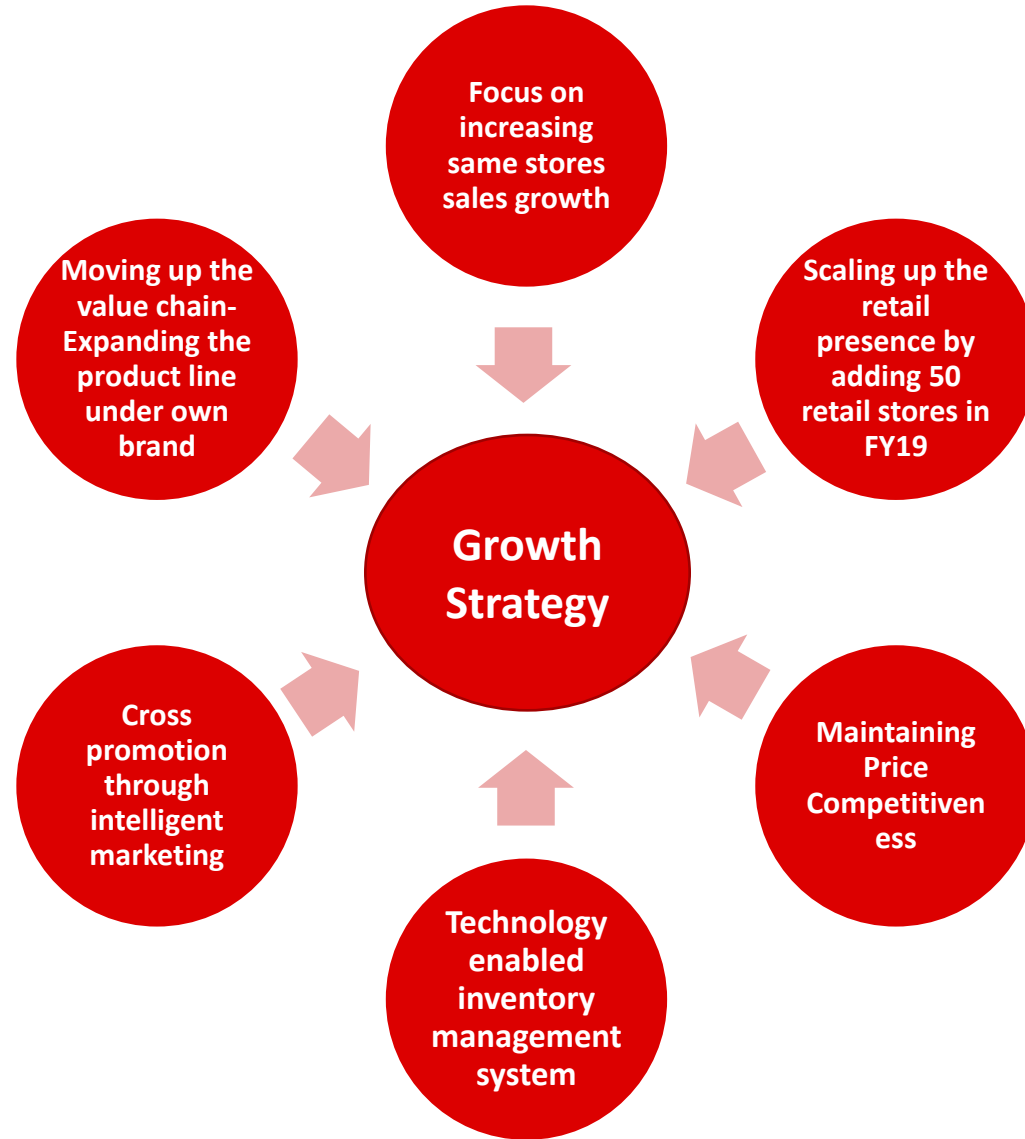 Focus on
increasing
same stores
sales growth
Moving up the
value chain-
Expanding the
product line
under own
brand
Scaling up the
retail
presence by
adding 50
retail stores in
FY19
Growth
Strategy
Cross
promotion
through
intelligent
marketing
Maintaining
Price
Competitiven
ess
Technology
enabled
inventory
management
system